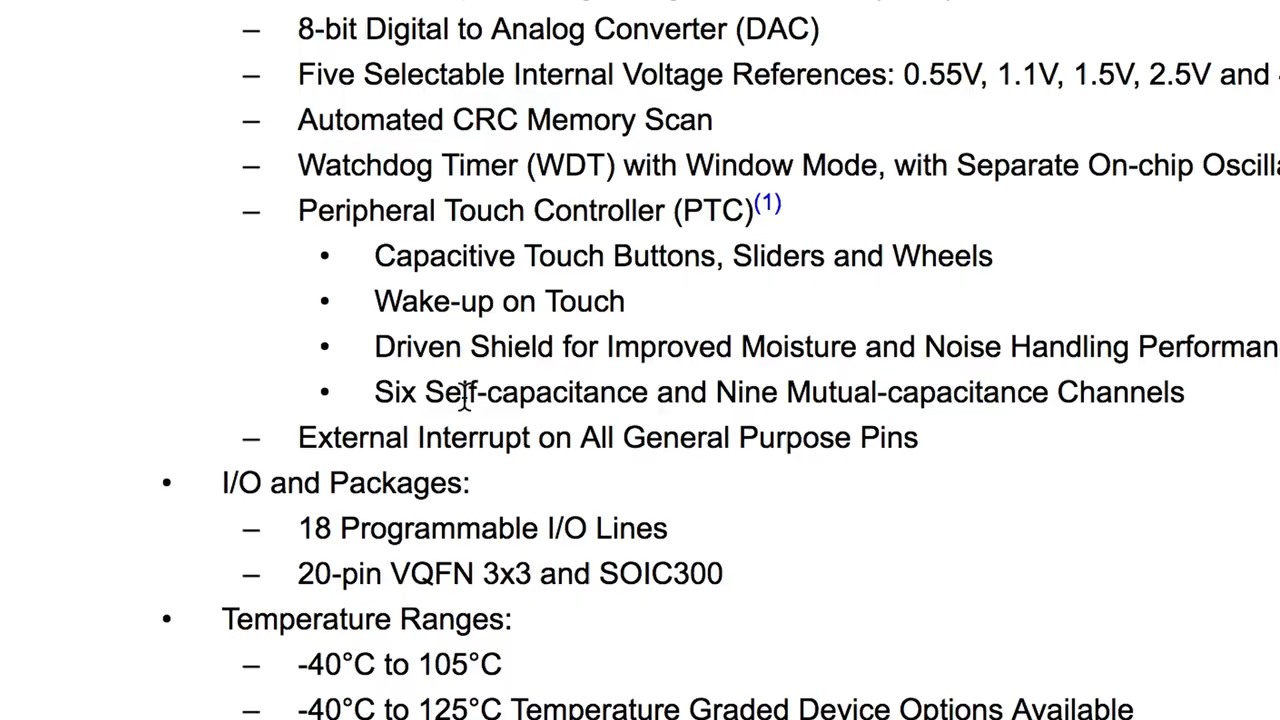 – 8-bit Digital to Analog Converter (DAC)
– Five Selectable Internal Voltage References: 0.55V, 1.1V, 1.5V, 2.5V and
– Automated CRC Memory Scan
– Watchdog Timer (WDT) with Window Mode, with Separate On-chip
– Peripheral Touch Controller (PTC)(1)
• Capacitive Touch Buttons, Sliders and Wheels
• Wake-up on Touch
• Driven Shield for Improved Moisture and Noise Handling
• Six Self-capacitance and Nine Mutual-capacitance Channels
– External Interrupt on All General Purpose Pins
• I/O and Packages:
– 18 Programmable I/O Lines
– 20-pin VQFN 3x3 and SOIC300
• Temperature Ranges:
– -40°C to 105°C
– -40°C to 125°C Temperature Graded Device Options Available